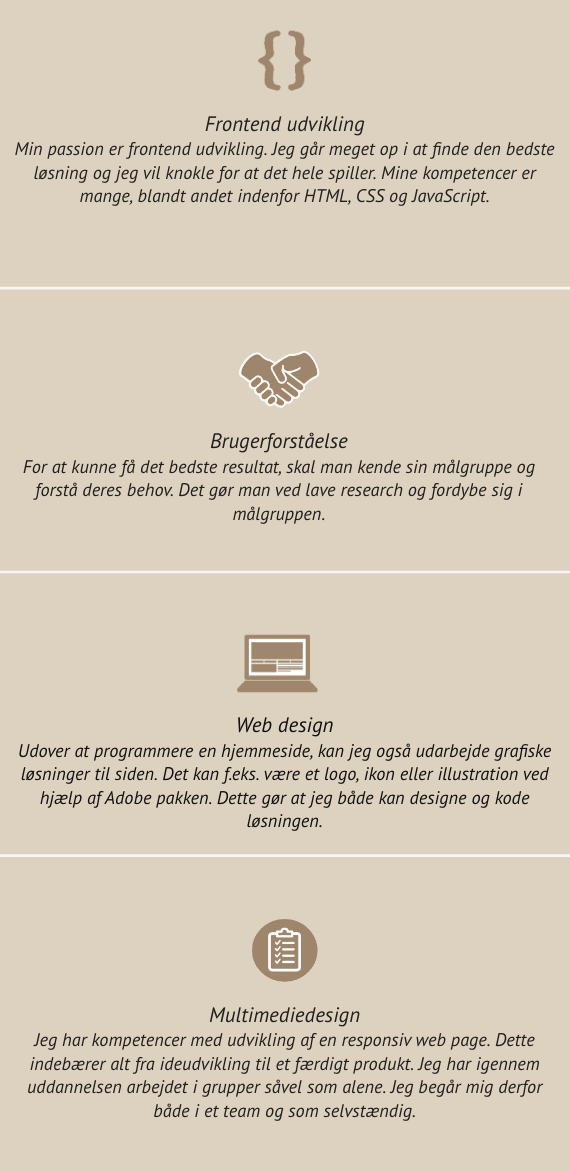 Frontend udvikling
Min passion er frontend udvikling. Jeg går meget op i at finde den bedste
løsning og jeg vil knokle for at det hele spiller. Mine kompetencer er
mange, blandt andet indenfor HTML, CSS og JavaScript.
Brugerforståelse
For at kunne få det bedste resultat, skal man kende sin målgruppe og
forstå deres behov. Det gør man ved lave research og fordybe sig i
målgruppen.
Web design
Udover at programmere en hjemmeside, kan jeg også udarbejde grafiske
løsninger til siden. Det kan f.eks. være et logo, ikon eller illustration ved
hjælp af Adobe pakken. Dette gør at jeg både kan designe og kode
løsningen.
Multimediedesign
Jeg har kompetencer med udvikling af en responsiv web page. Dette
indebærer alt fra ideudvikling til et færdigt produkt. Jeg har igennem
uddannelsen arbejdet i grupper såvel som alene. Jeg begår mig derfor
både i et team og som selvstændig.